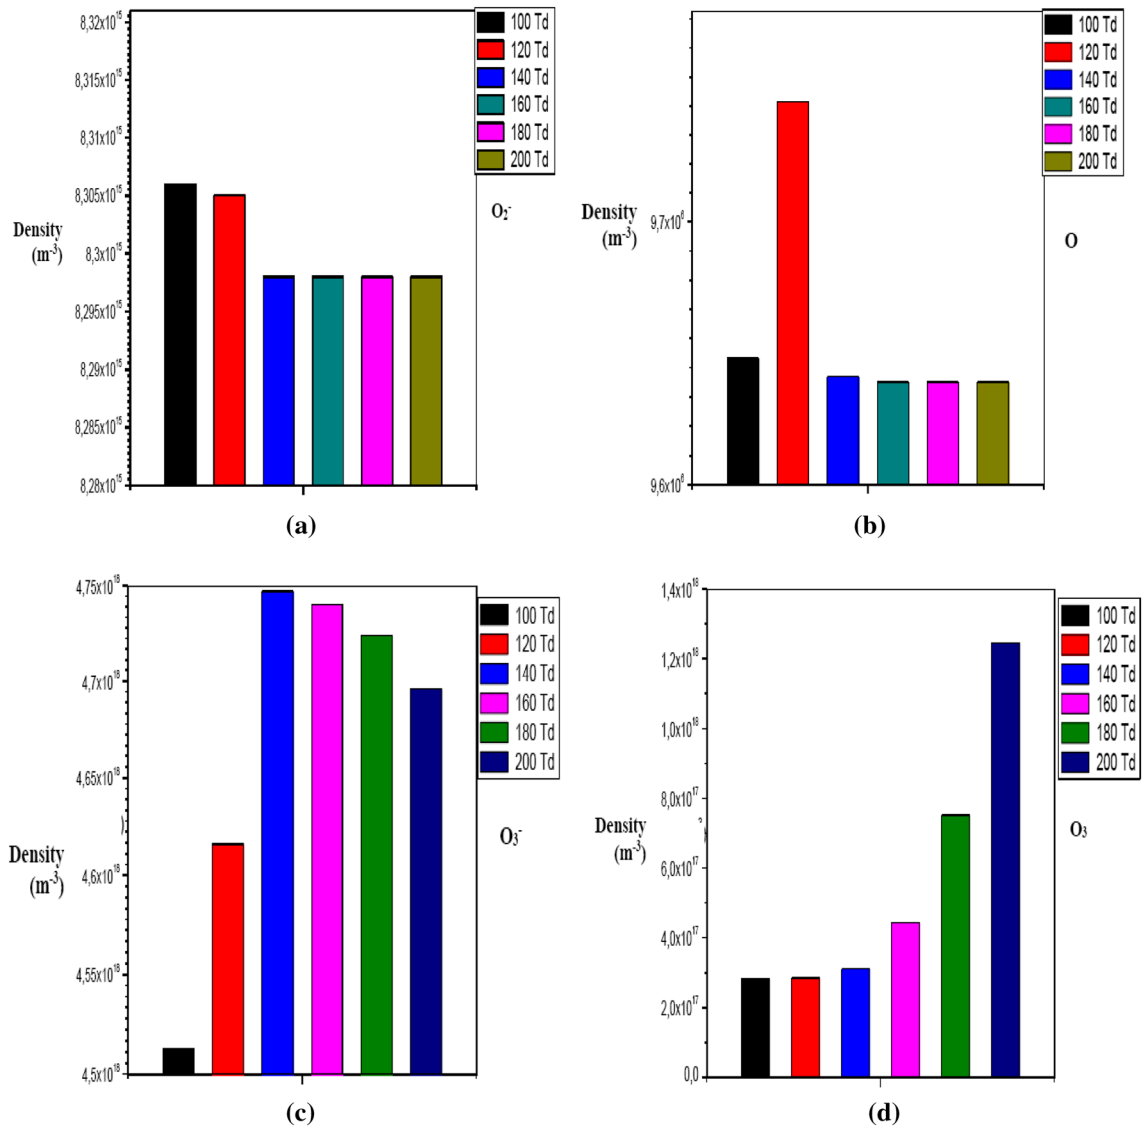 8,32x10¹⁵
8,315x10¹⁵
8,31x10¹⁵
8,305x10¹⁵
8,3x10¹⁵
8,295x10¹⁵
8,29x10¹⁵
8,285x10¹⁵
8,28x10¹⁵
Density
(m⁻³)
100 Td
120 Td
140 Td
160 Td
180 Td
200 Td
O₂⁻
(a)
9,7x10⁶
9,6x10⁶
Density
(m⁻³)
100 Td
120 Td
140 Td
160 Td
180 Td
200 Td
O
(b)
4,75x10¹⁸
4,7x10¹⁸
4,65x10¹⁸
4,6x10¹⁸
4,55x10¹⁸
4,5x10¹⁸
)
Density
(m⁻³)
100 Td
120 Td
140 Td
160 Td
180 Td
200 Td
O₃⁻
(c)
1,4x10¹⁸
1,2x10¹⁸
1,0x10¹⁸
8,0x10¹⁷
6,0x10¹⁷
4,0x10¹⁷
2,0x10¹⁷
0,0
Density
(m⁻³)
100 Td
120 Td
140 Td
160 Td
180 Td
200 Td
O₃
(d)